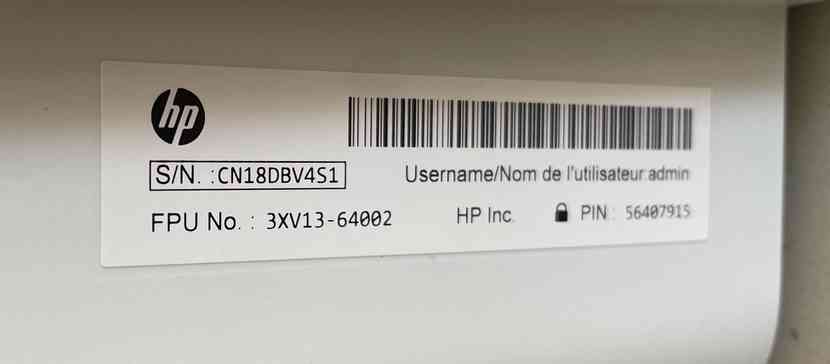 hp
S/N. :CN18DBV4S1
Username/Nom de l'utilisateur:admin
FPU No. : 3XV13-64002
HP Inc.
PIN: 56407915